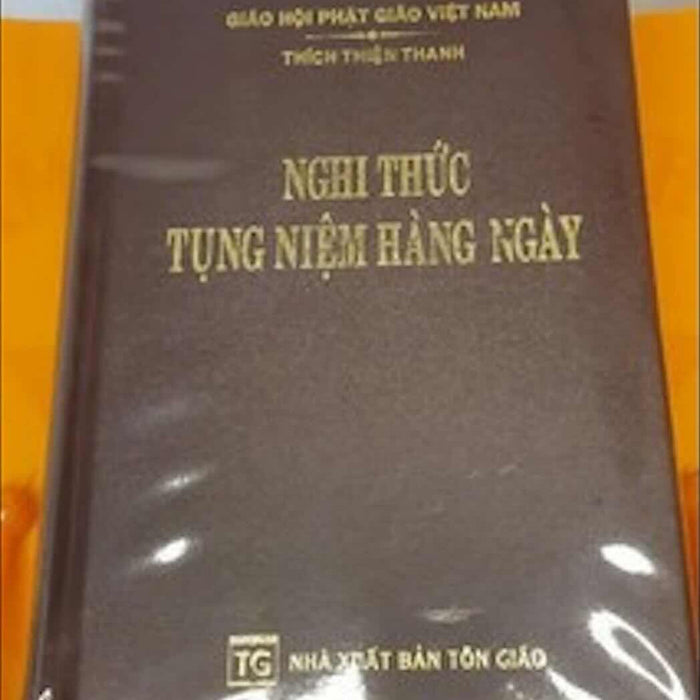 GIÁO HỘI PHẬT GIÁO VIỆT NAM
THÍCH THIỆN THANH
NGHI THỨC
TỤNG NIỆM HÀNG NGÀY
TG NHÀ XUẤT BẢN TÔN GIÁO